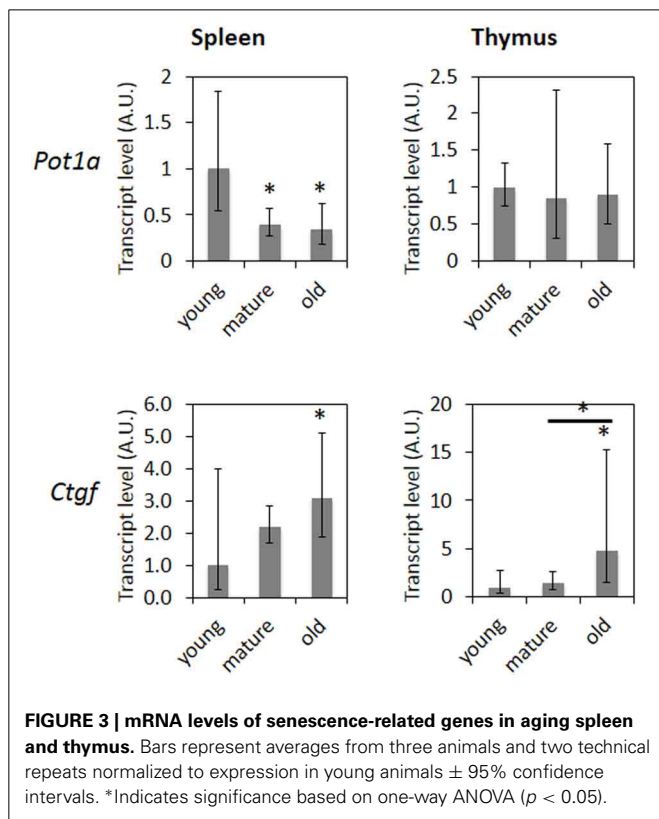 Spleen
Thymus
Pot1a
Transcript level (A.U.)
2
1.5
1
0.5
0
*
*
young
mature
old
Transcript level (A.U.)
2.5
2
1.5
1
0.5
0
young
mature
old
Ctgf
Transcript level (A.U.)
6.0
5.0
4.0
3.0
2.0
1.0
0.0
*
young
mature
old
Transcript level (A.U.)
20
15
10
5
0
*
*
young
mature
old
FIGURE 3 | mRNA levels of senescence-related genes in aging spleen
and thymus. Bars represent averages from three animals and two technical
repeats normalized to expression in young animals ± 95% confidence
intervals. *Indicates significance based on one-way ANOVA (p < 0.05).